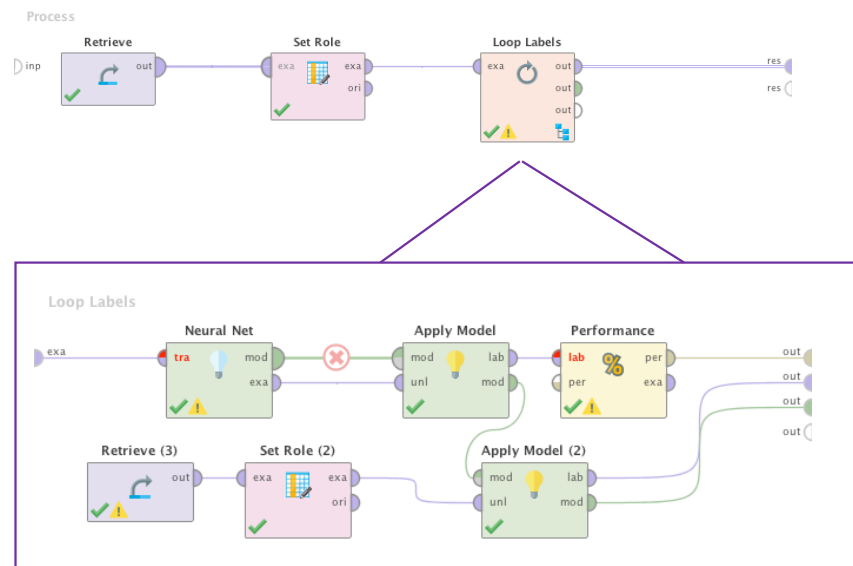 Process
Retrieve Set Role Loop Labels
inp out exa exa exa out res
ori out res
out
Loop Labels
Neural Net Apply Model Performance
exa tra mod mod lab lab per out
exa unl mod per exa out
out
Retrieve (3) Set Role (2) Apply Model (2) out
out exa exa mod lab
ori unl mod